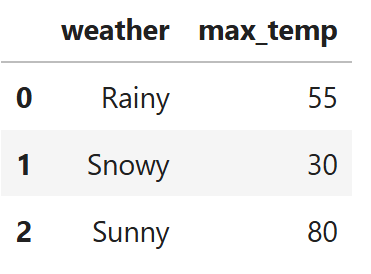 weather max_temp
0 Rainy 55
1 Snowy 30
2 Sunny 80